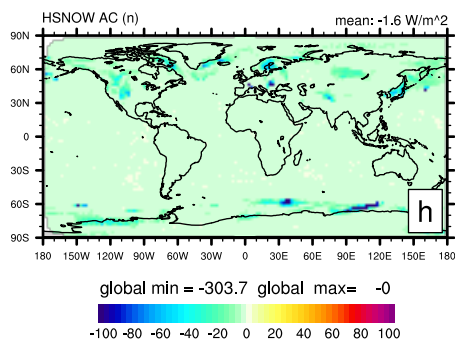 HSNOW AC (n) mean: -1.6 W/m^2
90N
60N
30N
0
30S
60S
90S
h
180 150W 120W 90W 60W 30W 0 30E 60E 90E 120E 150E 180
global min = -303.7 global max= -0
-100 -80 -60 -40 -20 0 20 40 60 80 100